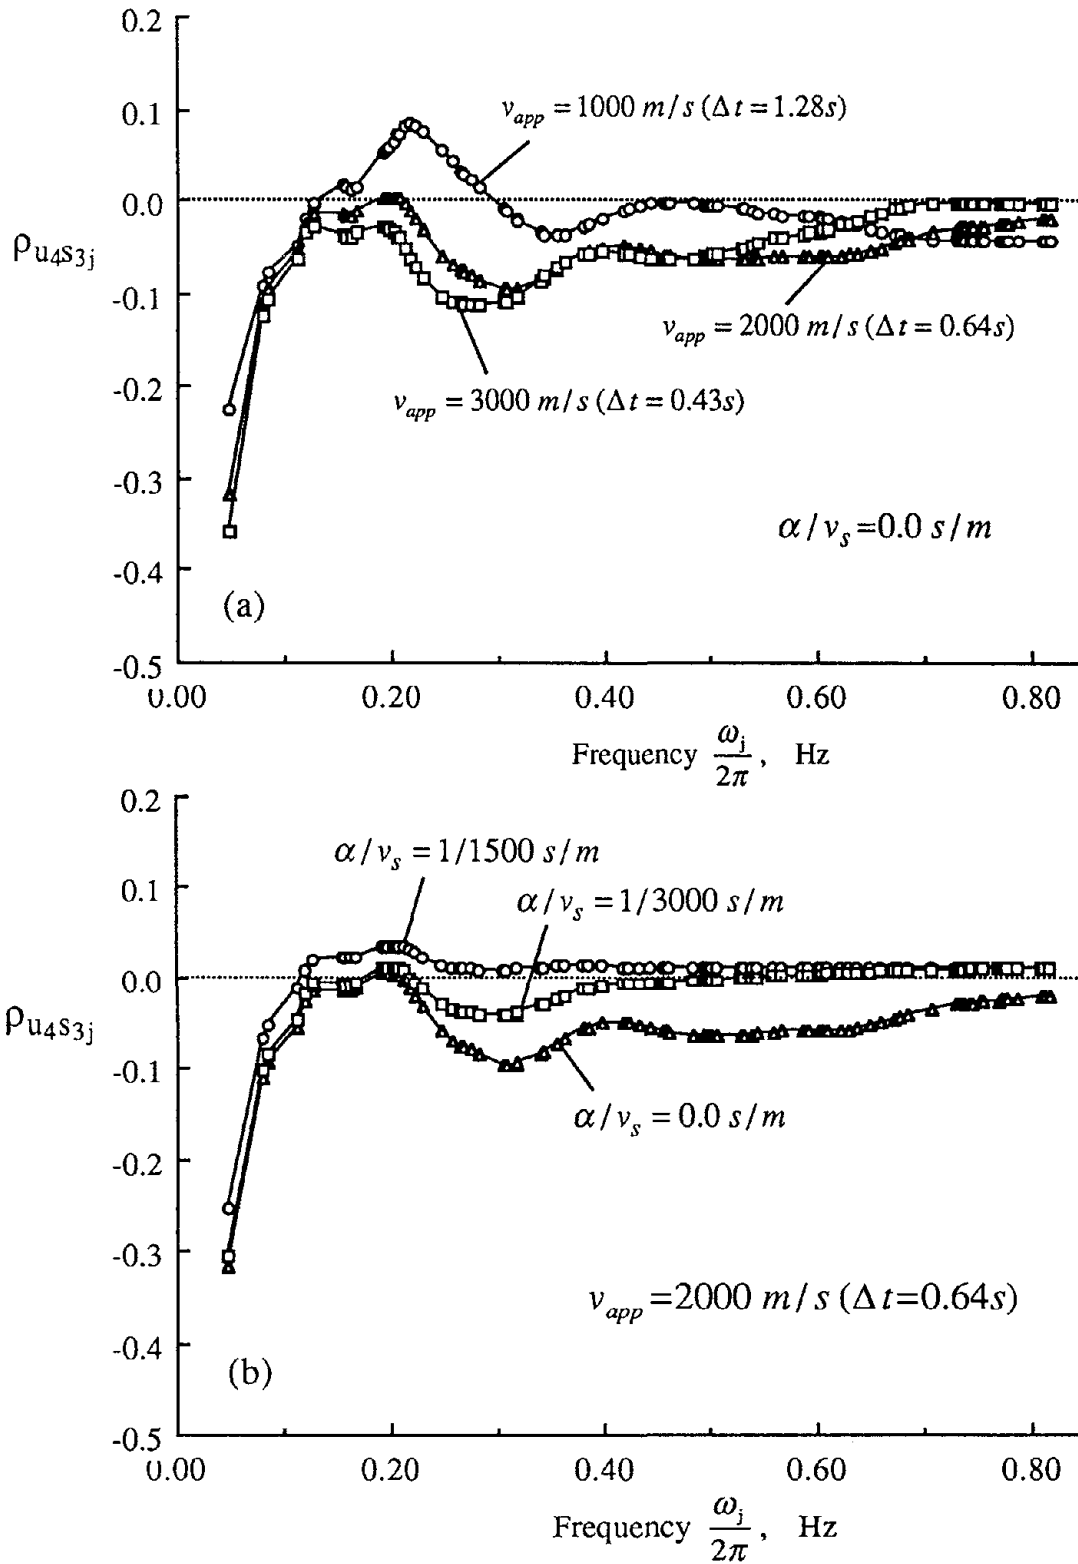 0.2
0.1
v_app = 1000 m/s (Δt = 1.28s)
0.0
ρ_u4s3j
-0.1
v_app = 2000 m/s (Δt = 0.64s)
-0.2
v_app = 3000 m/s (Δt = 0.43s)
-0.3
α/v_s = 0.0 s/m
-0.4
(a)
-0.5
0.00 0.20 0.40 0.60 0.80
Frequency ω_j/2π, Hz
0.2
α/v_s = 1/1500 s/m
0.1
α/v_s = 1/3000 s/m
0.0
ρ_u4s3j
-0.1
α/v_s = 0.0 s/m
-0.2
-0.3
v_app = 2000 m/s (Δt = 0.64s)
-0.4
(b)
-0.5
0.00 0.20 0.40 0.60 0.80
Frequency ω_j/2π, Hz